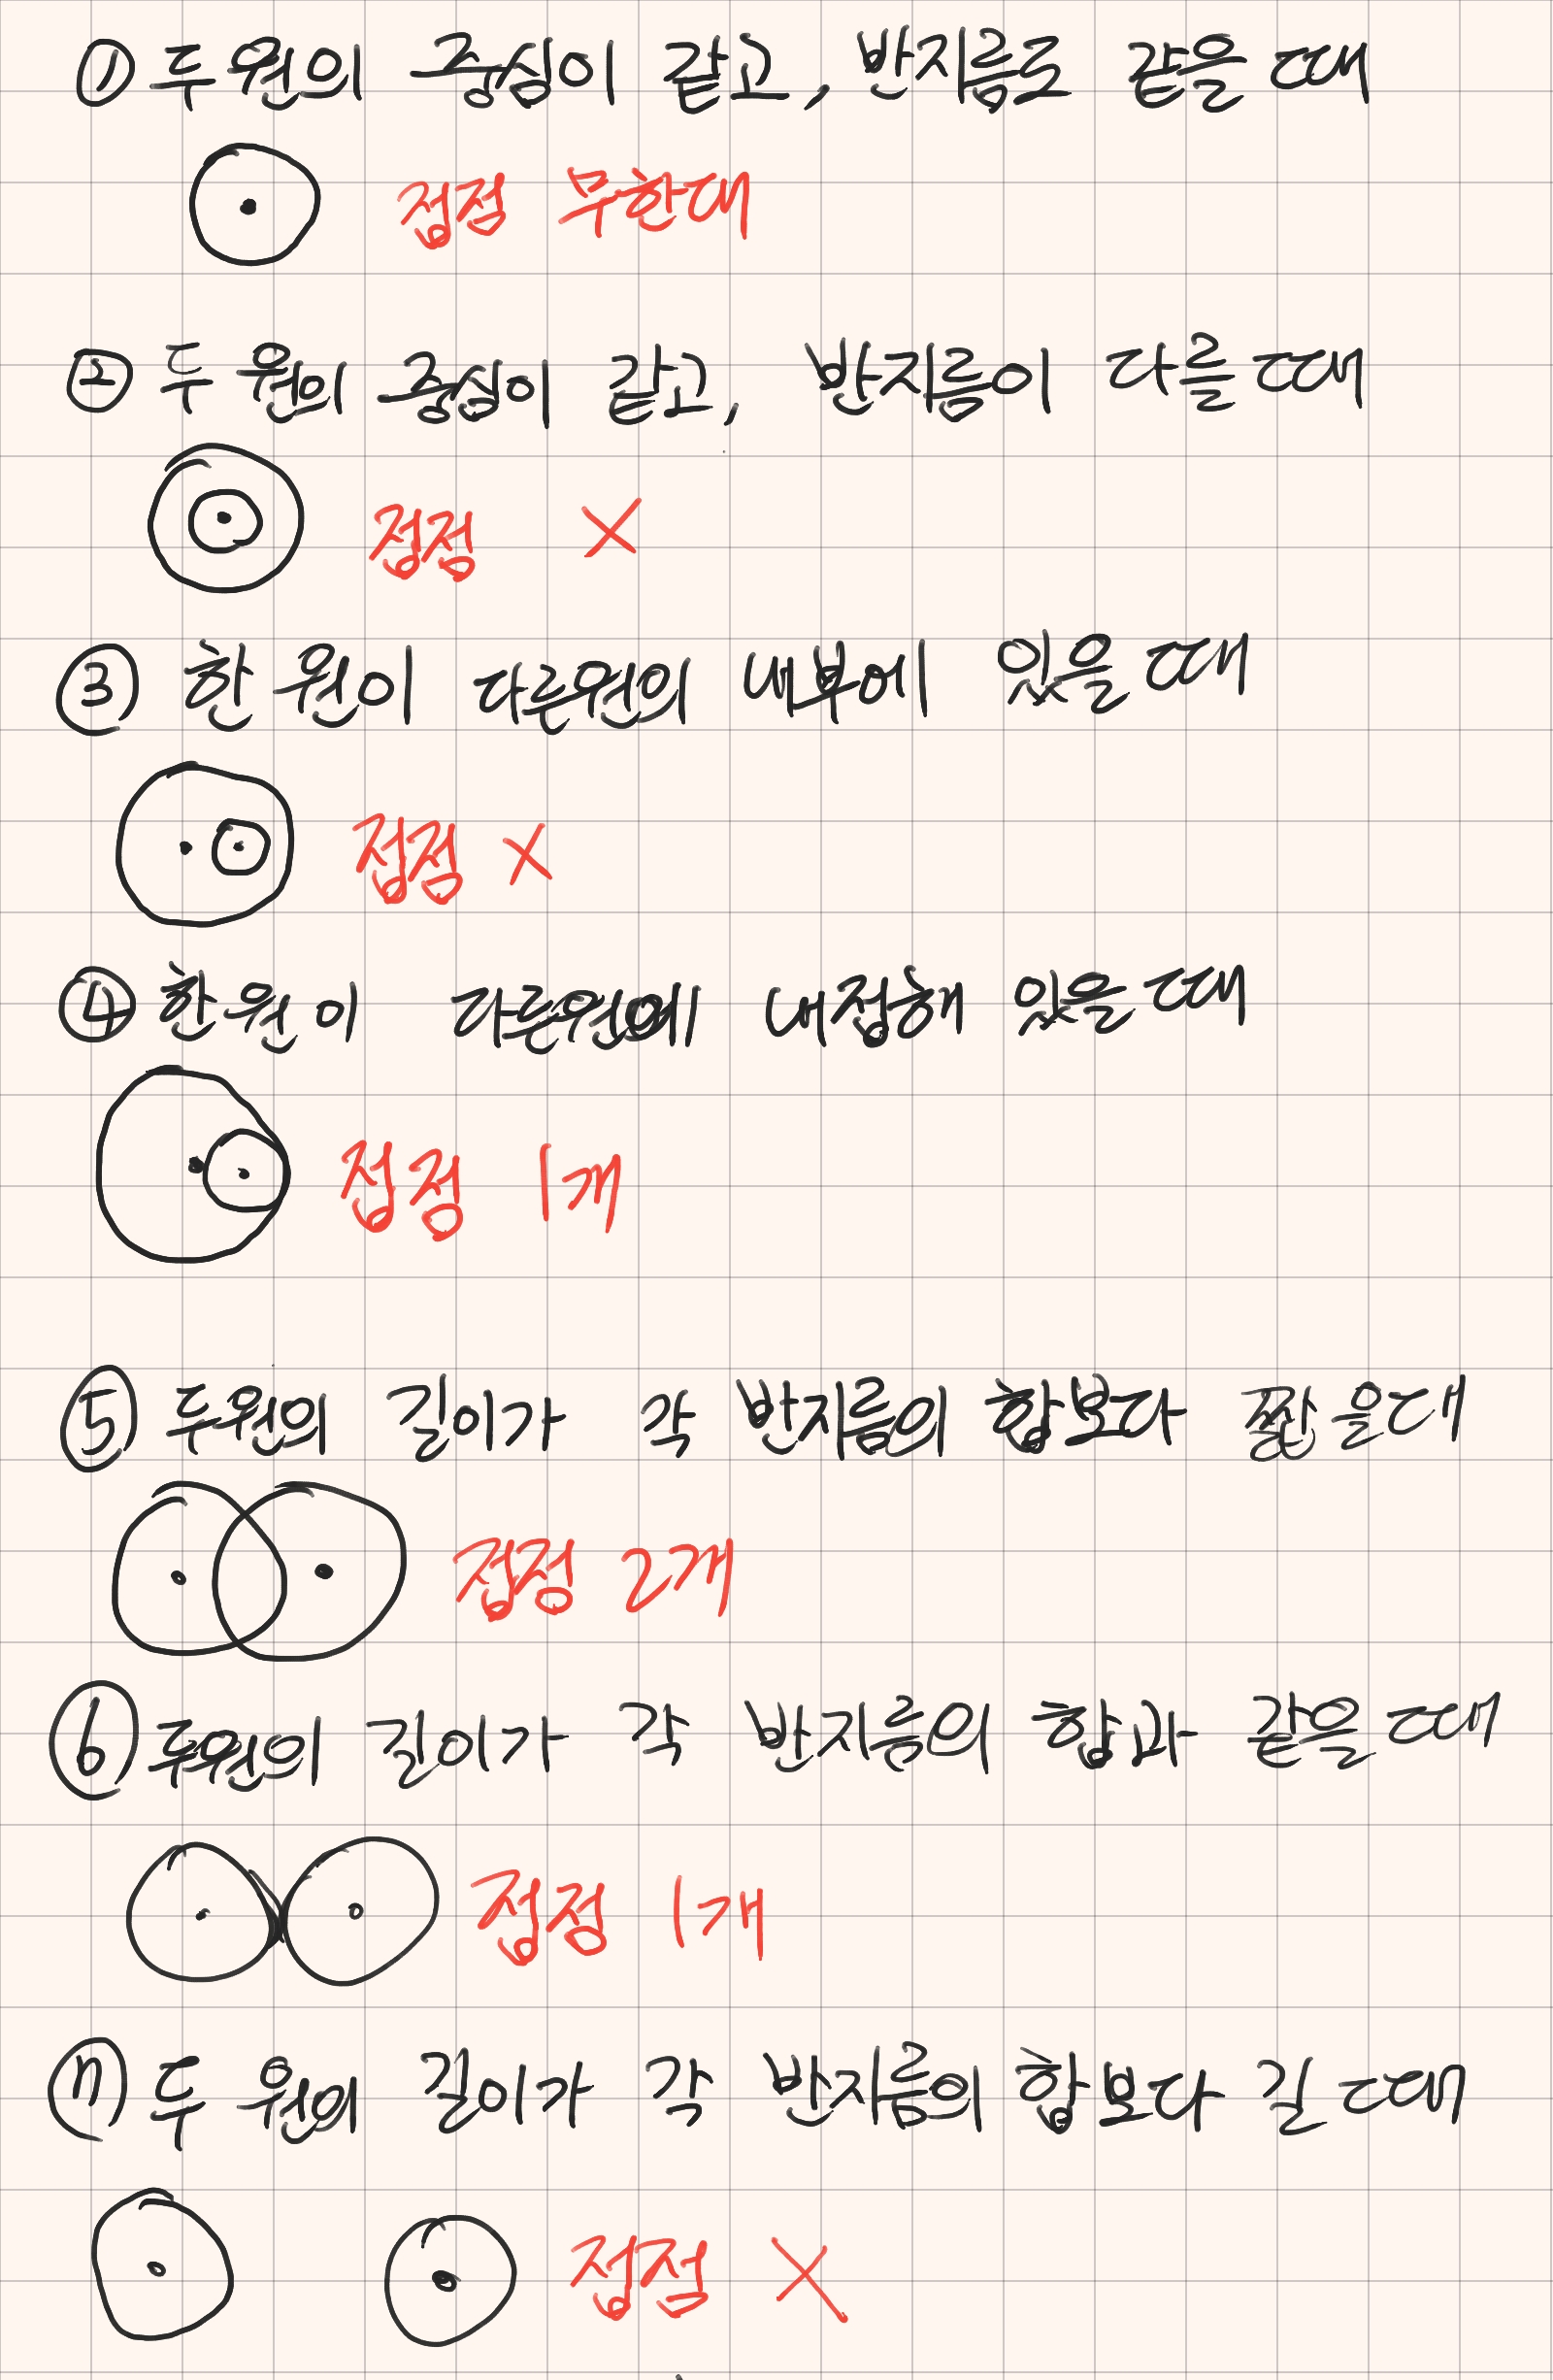 ① 두 원의 중심이 같고, 반지름도 같을 때
접점 무한대
② 두 원의 중심이 같고, 반지름이 다를 때
접점 X
③ 한 원이 다른원의 내부에 있을 때
접점 X
④ 한 원이 다른원에 내접해 있을 때
접점 1개
⑤ 두원의 길이가 각 반지름의 합보다 짧을때
접점 2개
⑥ 두원의 길이가 각 반지름의 합과 같을 때
접점 1개
⑦ 두 원의 길이가 각 반지름의 합보다 길 때
접점 X